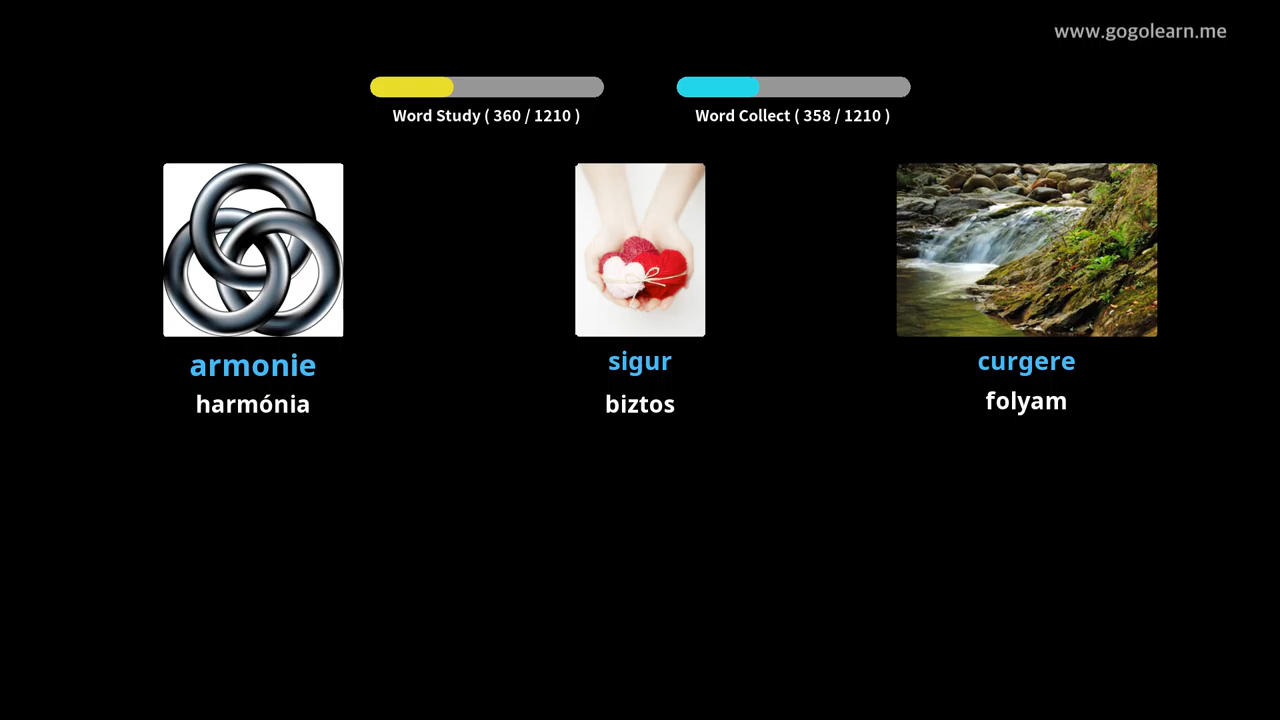 www.gogolearn.me
Word Study ( 360 / 1210 )
Word Collect ( 358 / 1210 )
armonie
harmónia
sigur
biztos
curgere
folyam